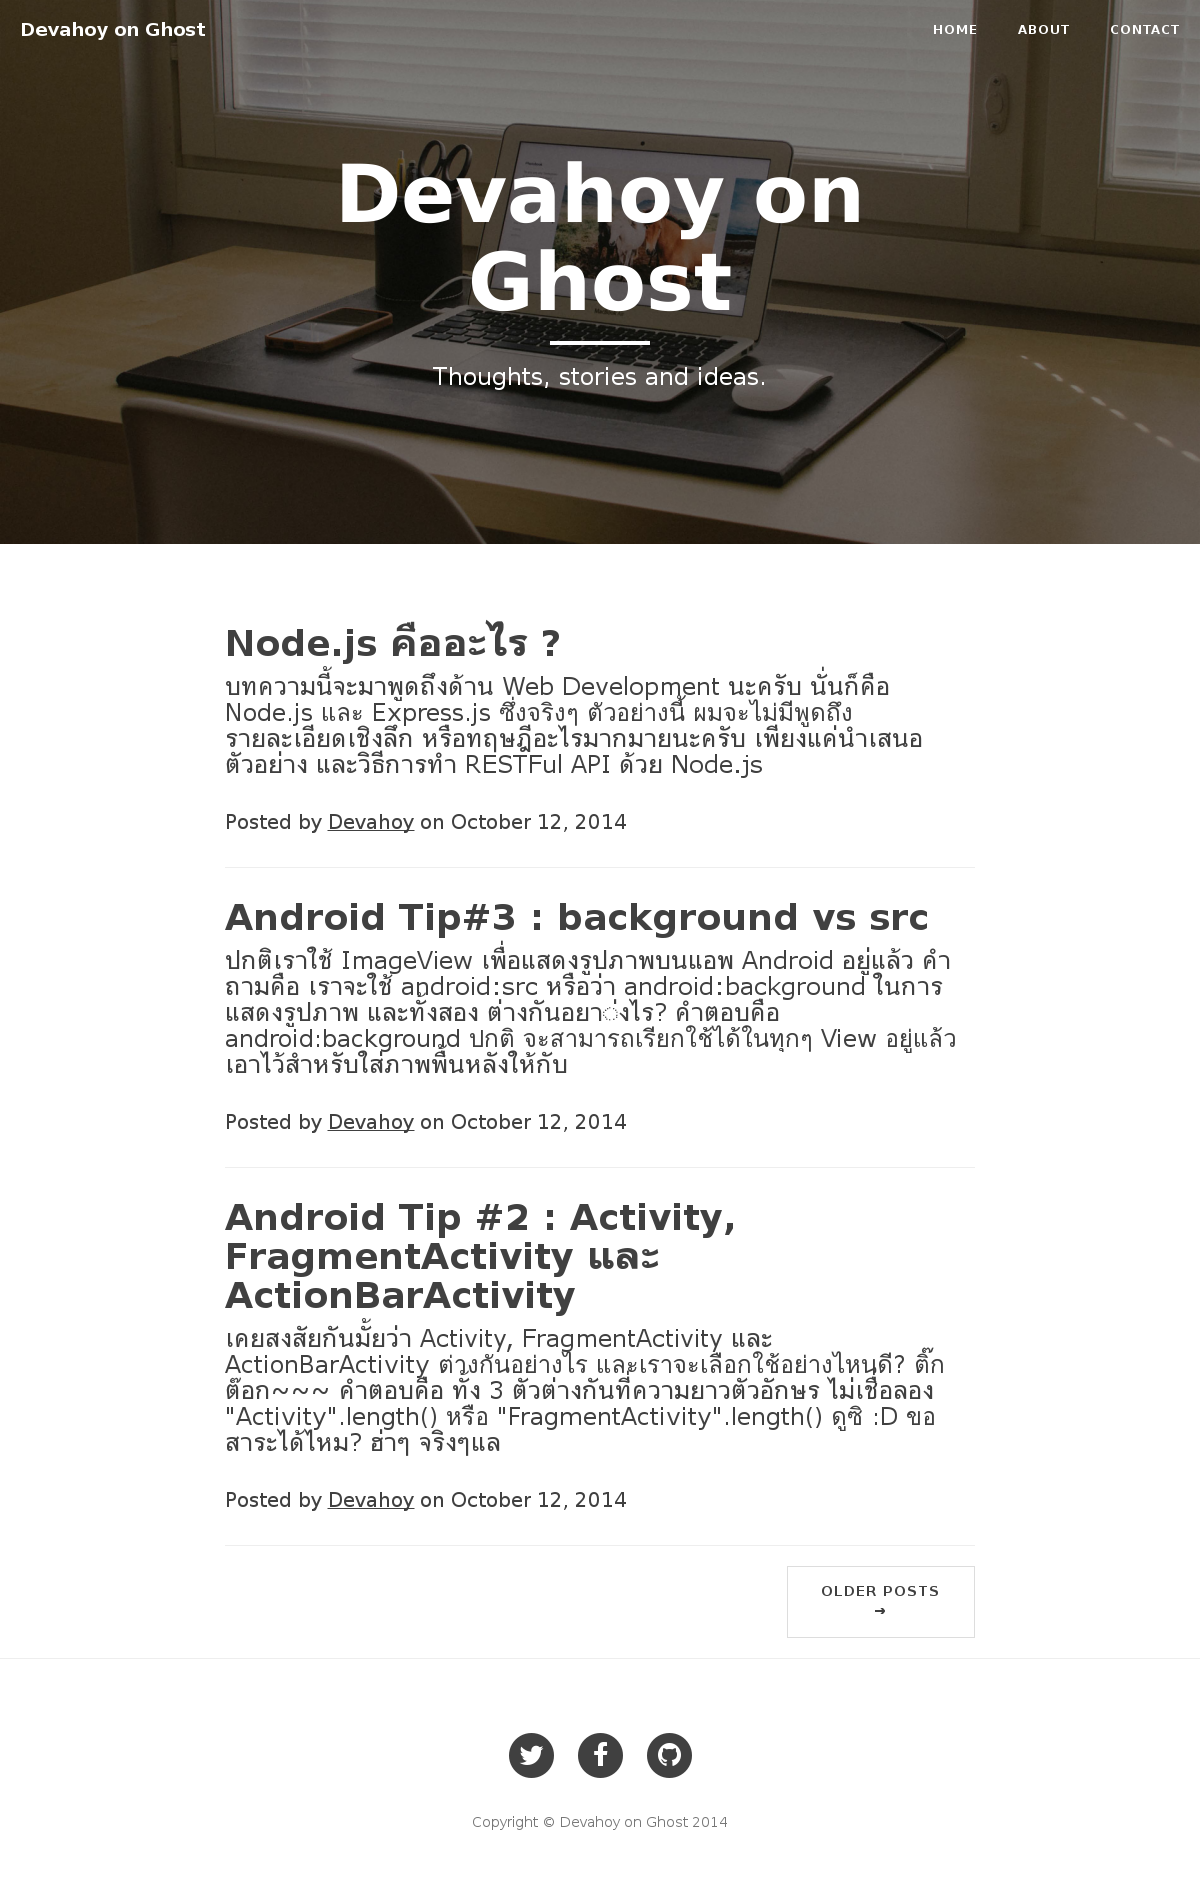 Devahoy on Ghost
HOME ABOUT CONTACT
Devahoy on
Ghost
Thoughts, stories and ideas.
Node.js คืออะไร ?
บทความนี้จะมาพูดถึงด้าน Web Development นะครับ นั่นก็คือ
Node.js และ Express.js ซึ่งจริงๆ ตัวอย่างนี้ ผมจะไม่มีพูดถึง
รายละเอียดเชิงลึก หรือทฤษฎีอะไรมากมายนะครับ เพียงแค่นำเสนอ
ตัวอย่าง และวิธีการทำ RESTFul API ด้วย Node.js
Posted by Devahoy on October 12, 2014
Android Tip#3 : background vs src
ปกติเราใช้ ImageView เพื่อแสดงรูปภาพบนแอพ Android อยู่แล้ว คำ
ถามคือ เราจะใช้ android:src หรือว่า android:background ในการ
แสดงรูปภาพ และทั้งสอง ต่างกันอยา่งไร? คำตอบคือ
android:background ปกติ จะสามารถเรียกใช้ได้ในทุกๆ View อยู่แล้ว
เอาไว้สำหรับใส่ภาพพื้นหลังให้กับ
Posted by Devahoy on October 12, 2014
Android Tip #2 : Activity,
FragmentActivity และ
ActionBarActivity
เคยสงสัยกันมั้ยว่า Activity, FragmentActivity และ
ActionBarActivity ต่างกันอย่างไร และเราจะเลือกใช้อย่างไหนดี? ติ๊ก
ต๊อก~~~ คำตอบคือ ทั้ง 3 ตัวต่างกันที่ความยาวตัวอักษร ไม่เชื่อลอง
"Activity".length() หรือ "FragmentActivity".length() ดูซิ :D ขอ
สาระได้ไหม? ฮ่าๆ จริงๆแล
Posted by Devahoy on October 12, 2014
OLDER POSTS
→
Copyright © Devahoy on Ghost 2014